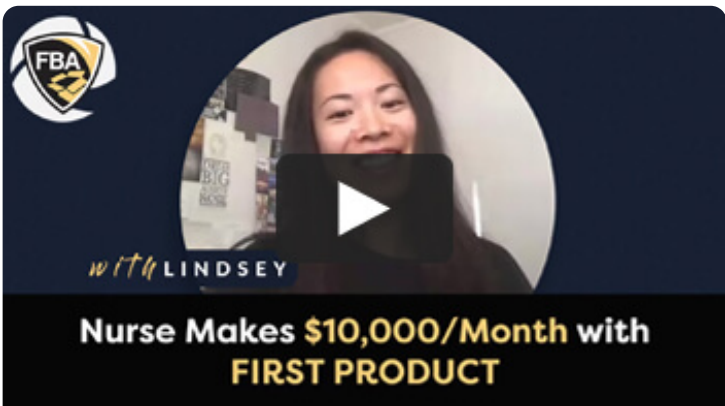 FBA
with LINDSEY
Nurse Makes $10,000/Month with
FIRST PRODUCT